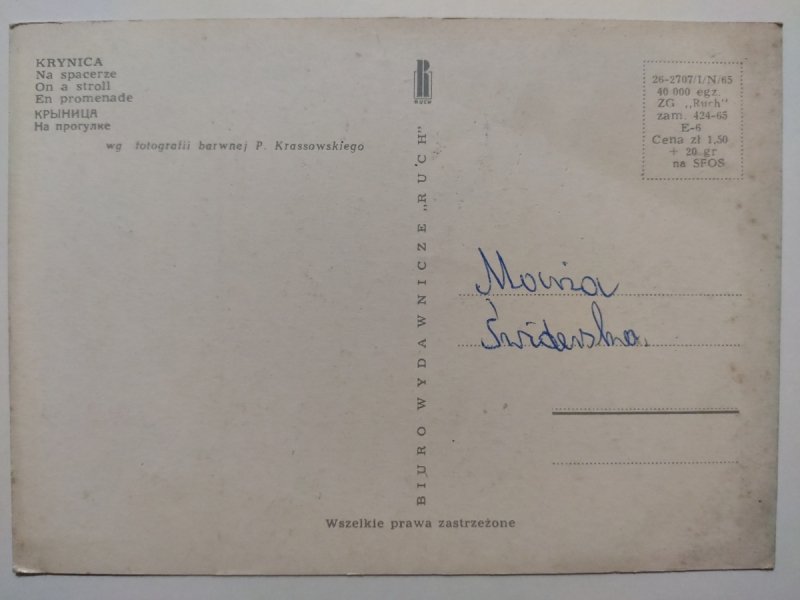 KRYNICA
Na spacerze
On a stroll
En promenade
КРЫНИЦА
На прогулке
wg fotografii barwnej P. Krassowskiego
RUCH
BIURO WYDAWNICZE „RUCH"
26-2707/I/N/65
40 000 egz.
ZG „Ruch"
zam. 424-65
E-6
Cena zł 1,50
+ 20 gr
na SFOS
Maria
Świderska
Wszelkie prawa zastrzeżone